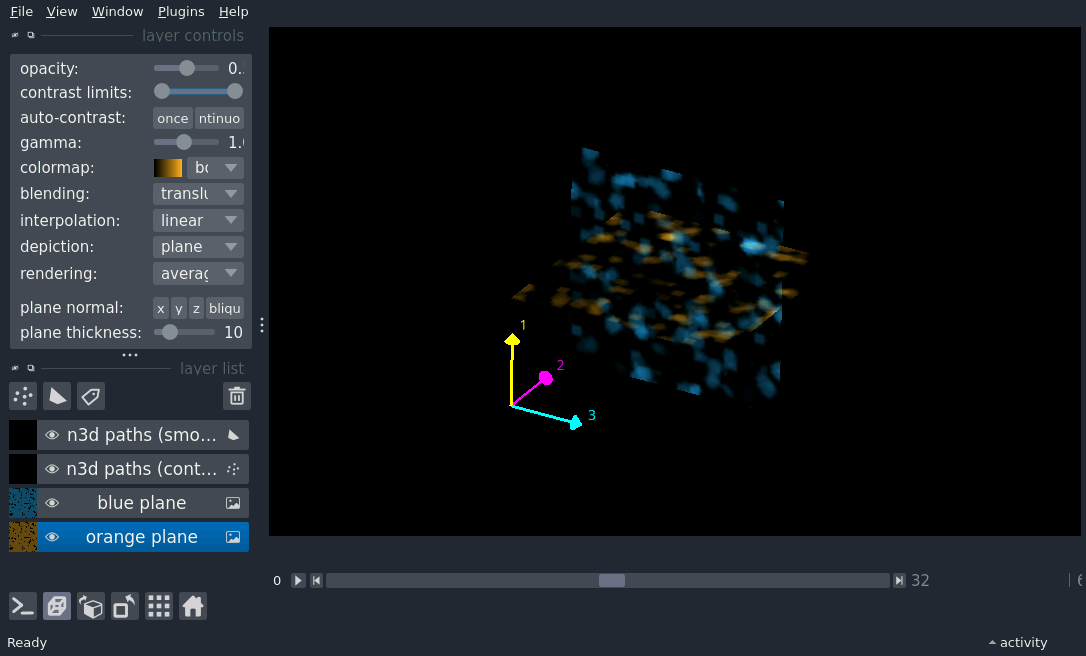 File View Window Plugins Help
layer controls
opacity: 0.
contrast limits:
auto-contrast: once ntinuo
gamma: 1.
colormap: bo
blending: translu
interpolation: linear
depiction: plane
rendering: averag
plane normal: x y z bliqu
plane thickness: 10
layer list
n3d paths (smo...
n3d paths (cont...
blue plane
orange plane
1
2
3
0 32
Ready
activity